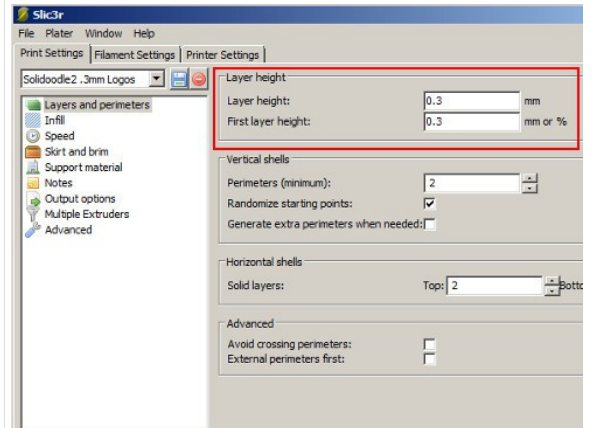 Slic3r
File Plater Window Help
Print Settings Filament Settings Printer Settings
Solidoodle2 .3mm Logos
Layers and perimeters
Infill
Speed
Skirt and brim
Support material
Notes
Output options
Multiple Extruders
Advanced
Layer height
Layer height: 0.3 mm
First layer height: 0.3 mm or %
Vertical shells
Perimeters (minimum): 2
Randomize starting points:
Generate extra perimeters when needed:
Horizontal shells
Solid layers: Top: 2 Botto
Advanced
Avoid crossing perimeters:
External perimeters first: